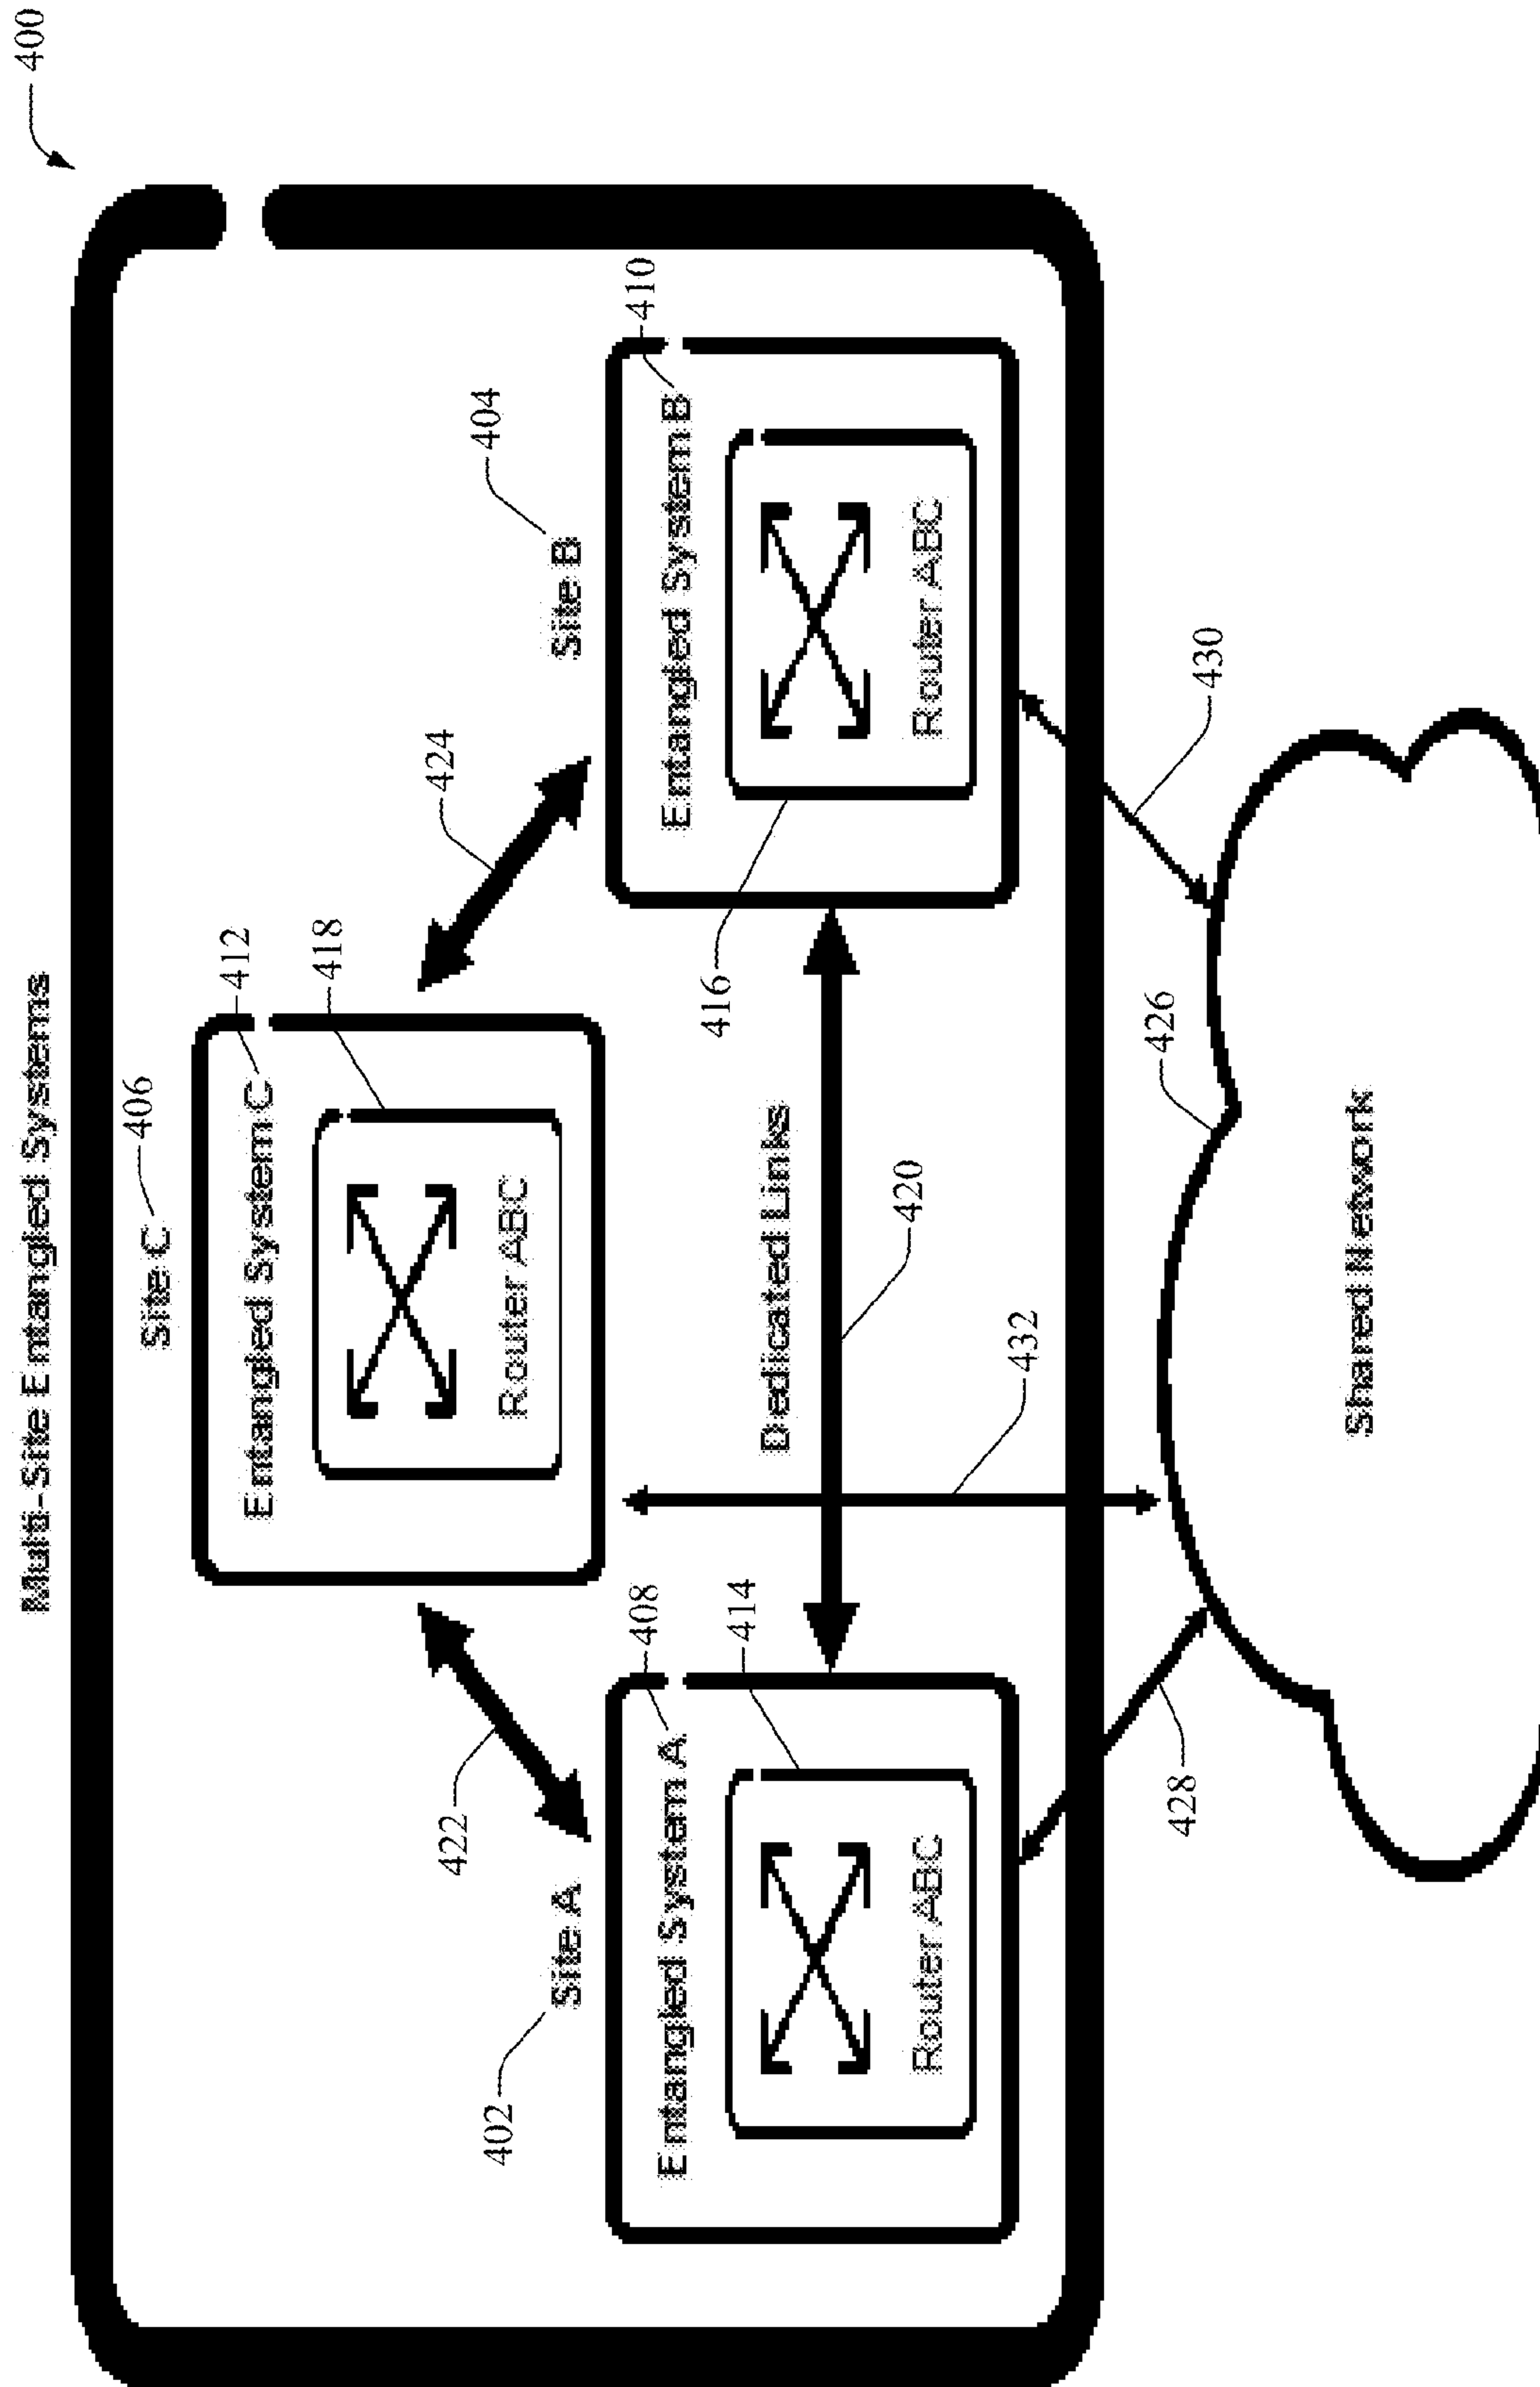 Multi-Site Entangled Systems
400
Site C
406
Entangled System C
412
418
Router ABC
422
424
402
Site A
Site B
404
Entangled System A
408
Entangled System B
410
414
Router ABC
416
Router ABC
Dedicated Links
420
432
428
430
426
Shared Network